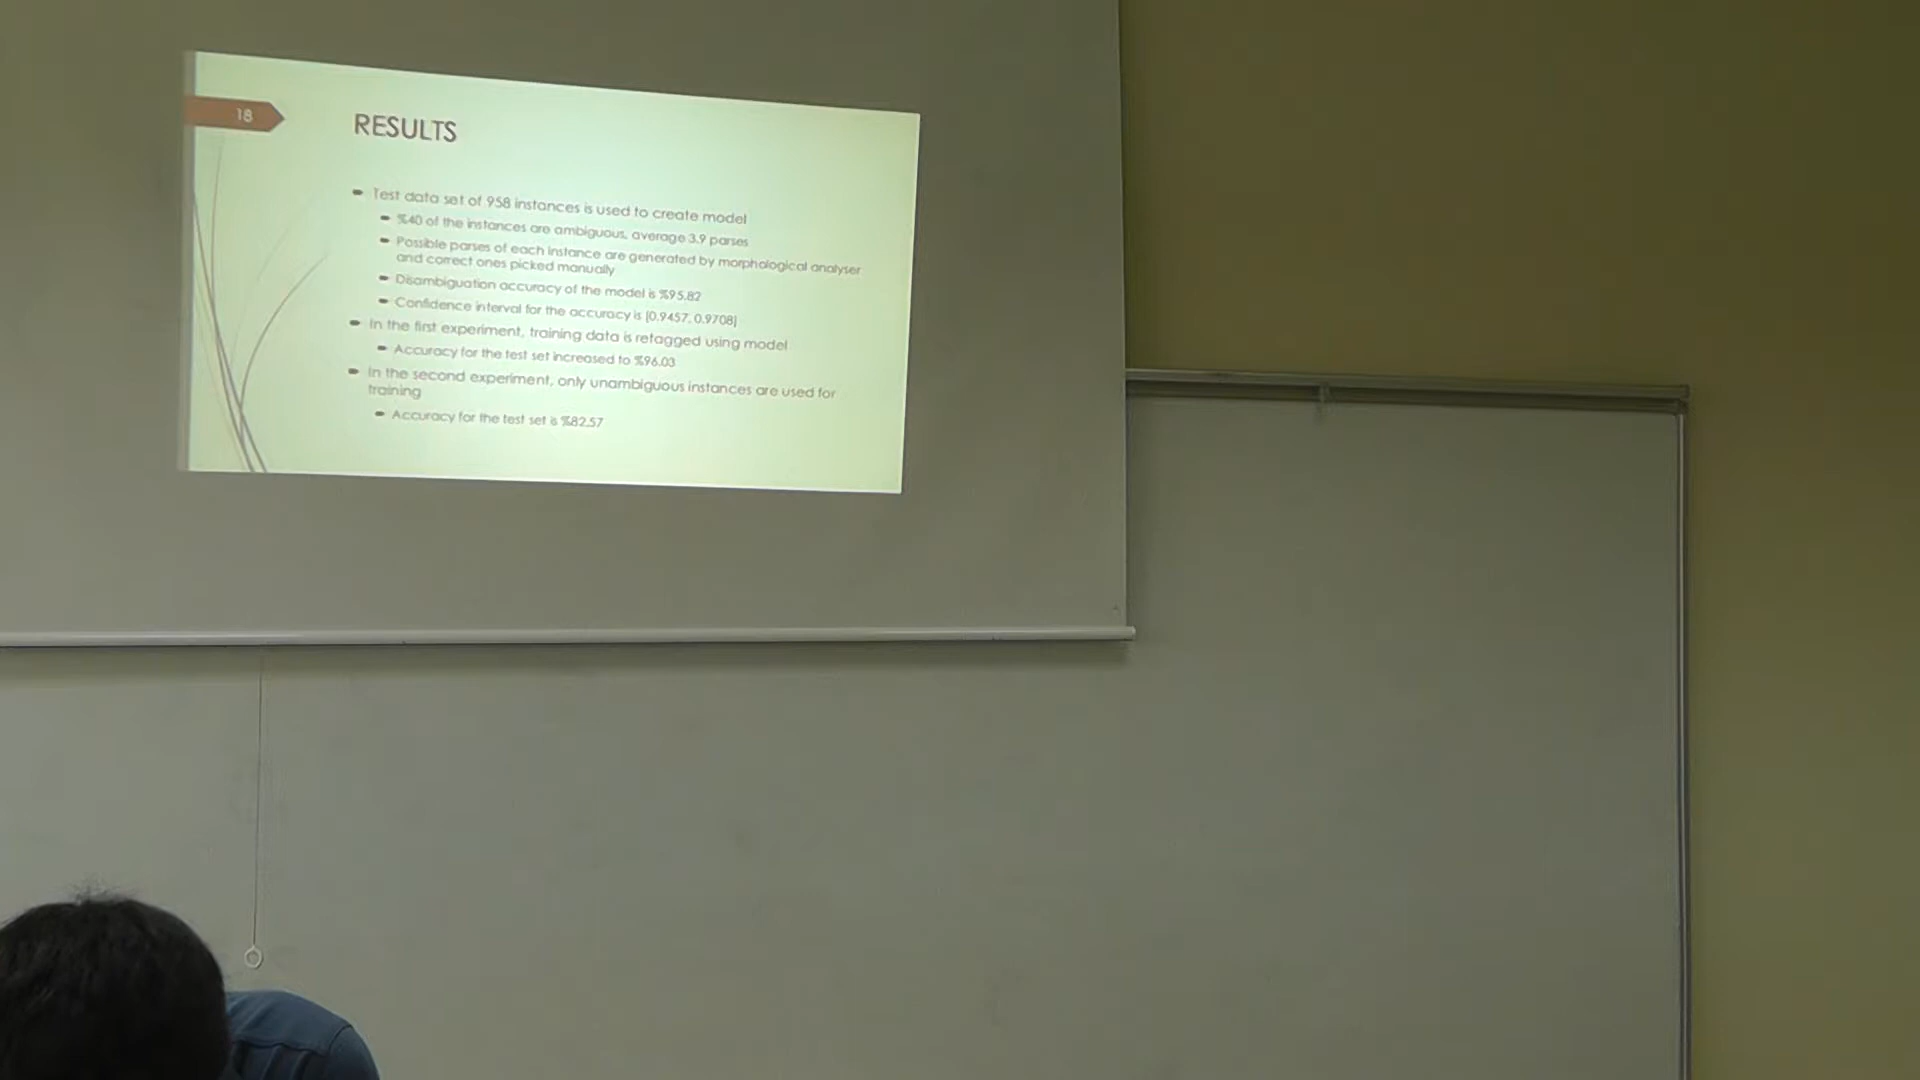 18
RESULTS
Test data set of 958 instances is used to create model
%40 of the instances are ambiguous, average 3.9 parses
Possible parses of each instance are generated by morphological analyser
and correct ones picked manually
Disambiguation accuracy of the model is %95.82
Confidence interval for the accuracy is [0.9457, 0.9708]
In the first experiment, training data is retagged using model
Accuracy for the test set increased to %96.03
In the second experiment, only unambiguous instances are used for
training
Accuracy for the test set is %82.57